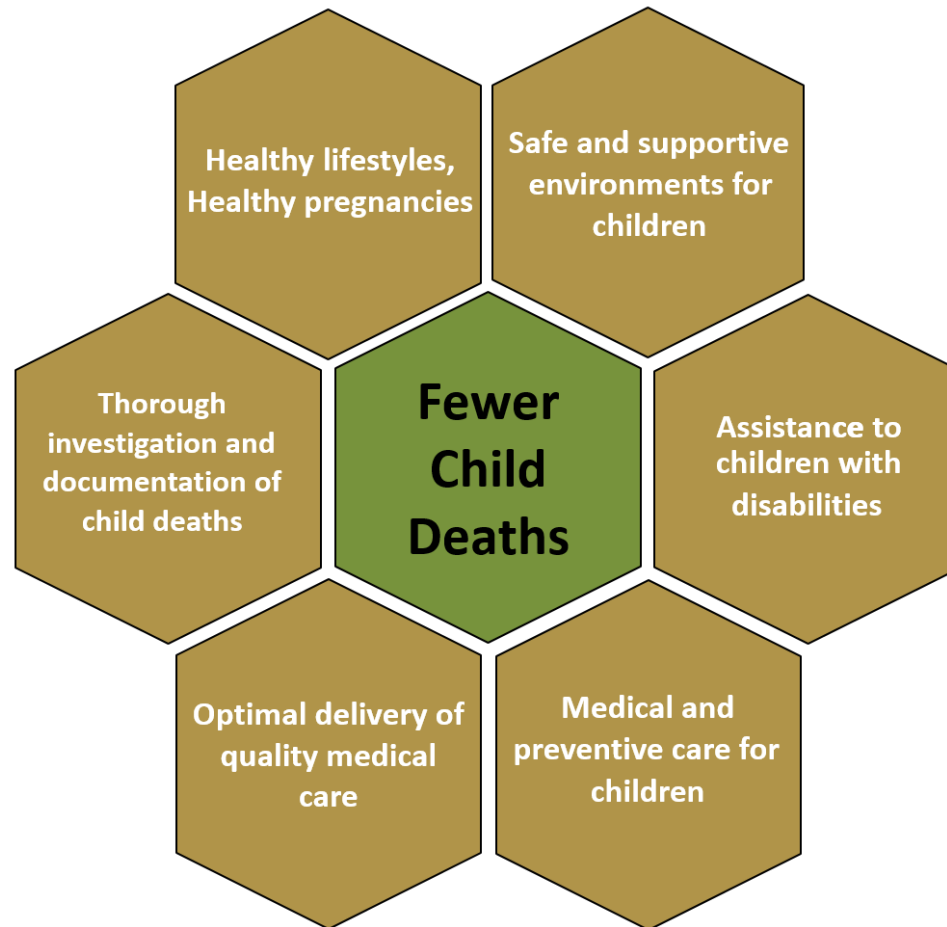 Healthy lifestyles,
Healthy pregnancies
Safe and supportive
environments for
children
Thorough
investigation and
documentation of
child deaths
Fewer
Child
Deaths
Assistance to
children with
disabilities
Optimal delivery of
quality medical
care
Medical and
preventive care for
children